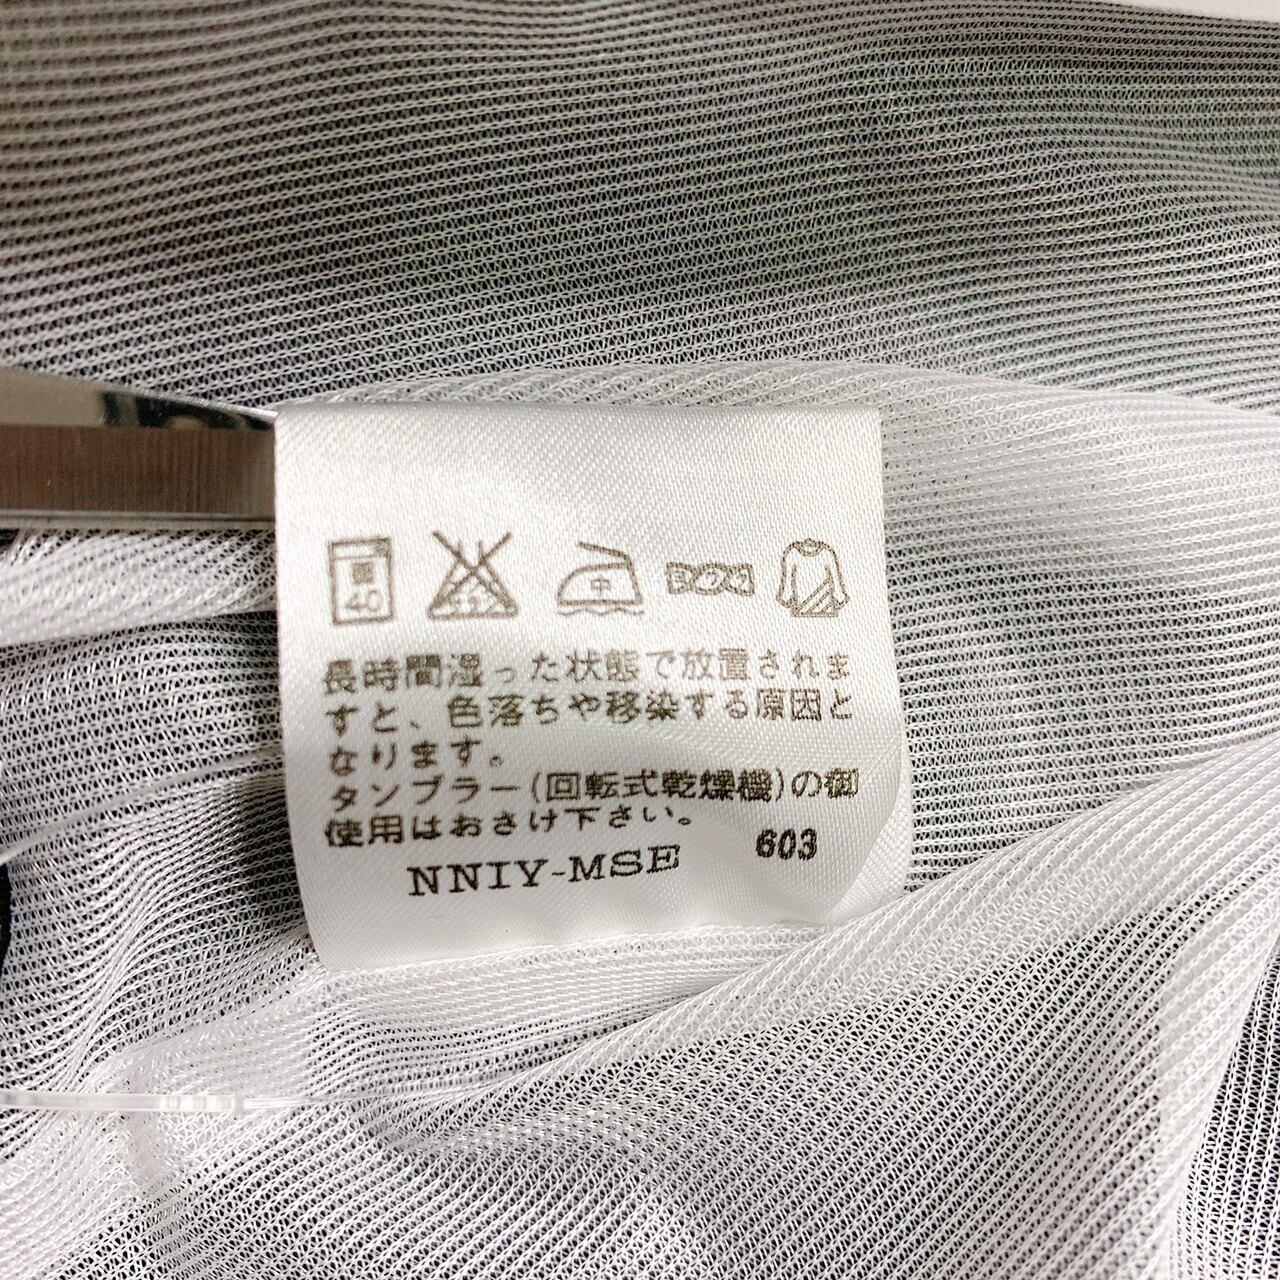 40 中
長時間湿った状態で放置されま
すと、色落ちや移染する原因と
なります。
タンブラー(回転式乾燥機)の御
使用はおさけ下さい。
NNIY-MSE 603